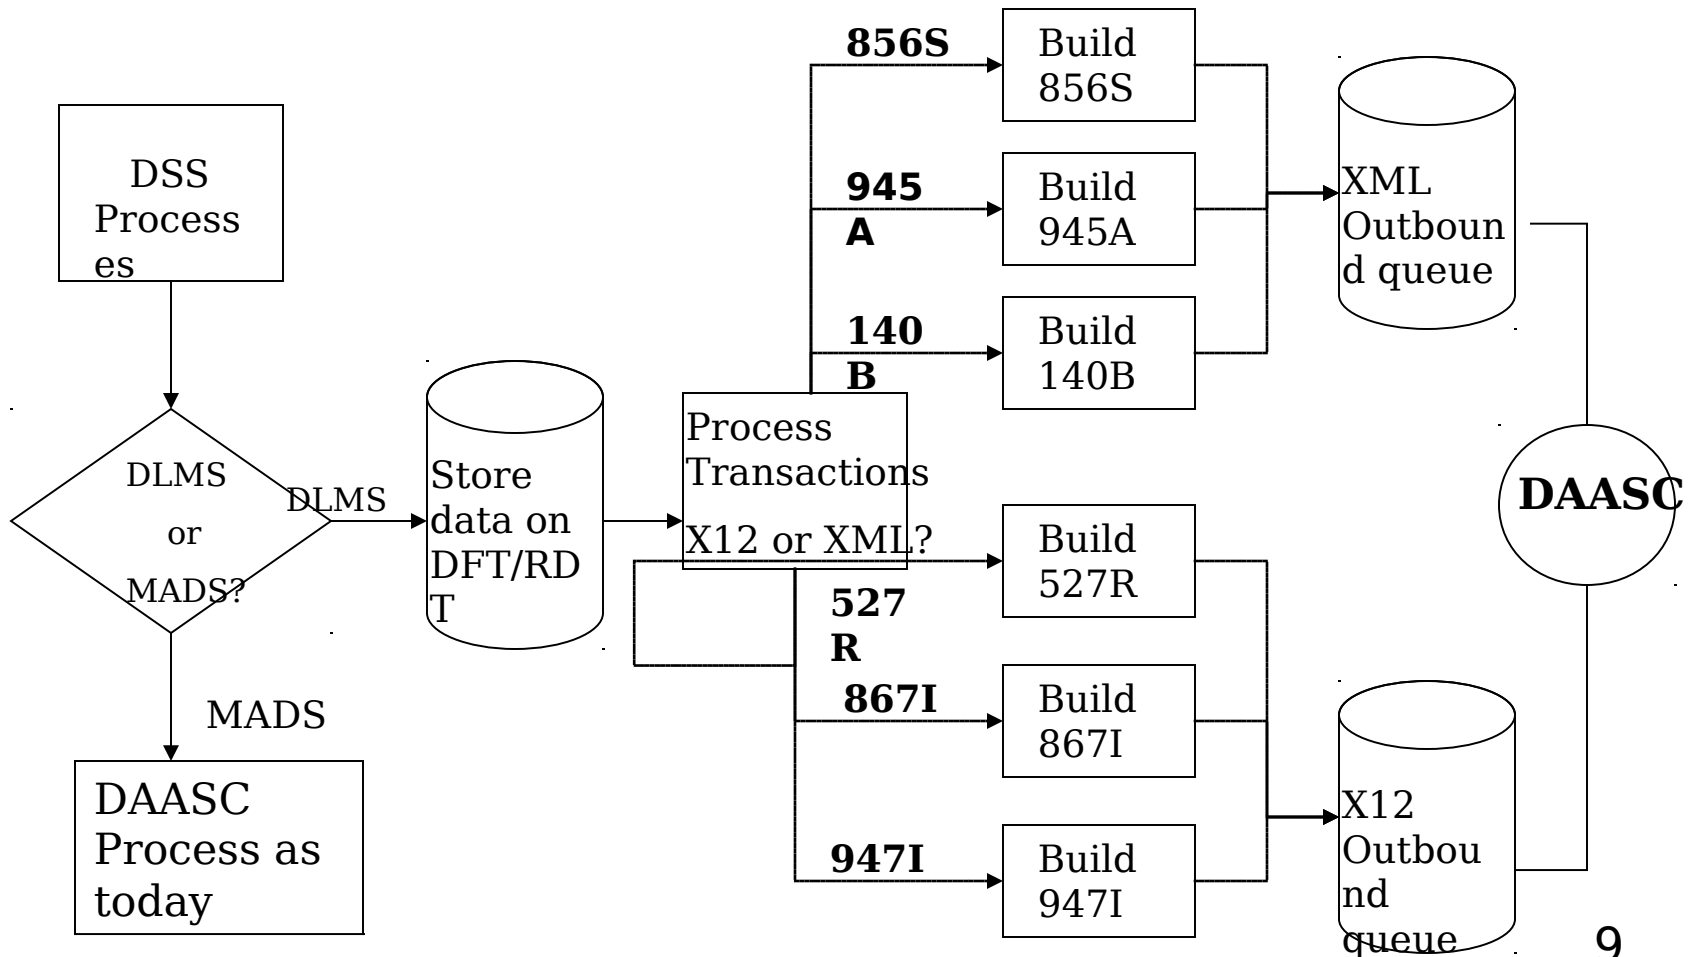 DSS
Process
es
DLMS
or
MADS?
DLMS
MADS
DAASC
Process as
today
Store
data on
DFT/RD
T
Process
Transactions
X12 or XML?
856S
945
A
140
B
527
R
867I
947I
Build
856S
Build
945A
Build
140B
Build
527R
Build
867I
Build
947I
XML
Outboun
d queue
X12
Outbou
nd
queue
DAASC
9